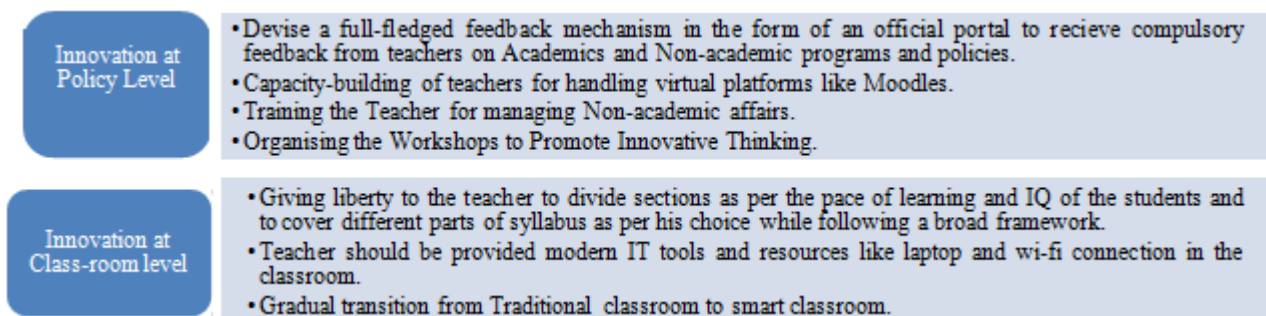 Innovation at
Policy Level
•Devise a full-fledged feedback mechanism in the form of an official portal to recieve compulsory
feedback from teachers on Academics and Non-academic programs and policies.
•Capacity-building of teachers for handling virtual platforms like Moodles.
•Training the Teacher for managing Non-academic affairs.
•Organising the Workshops to Promote Innovative Thinking.
Innovation at
Class-room level
•Giving liberty to the teacher to divide sections as per the pace of learning and IQ of the students and
to cover different parts of syllabus as per his choice while following a broad framework.
•Teacher should be provided modern IT tools and resources like laptop and wi-fi connection in the
classroom.
•Gradual transition from Traditional classroom to smart classroom.